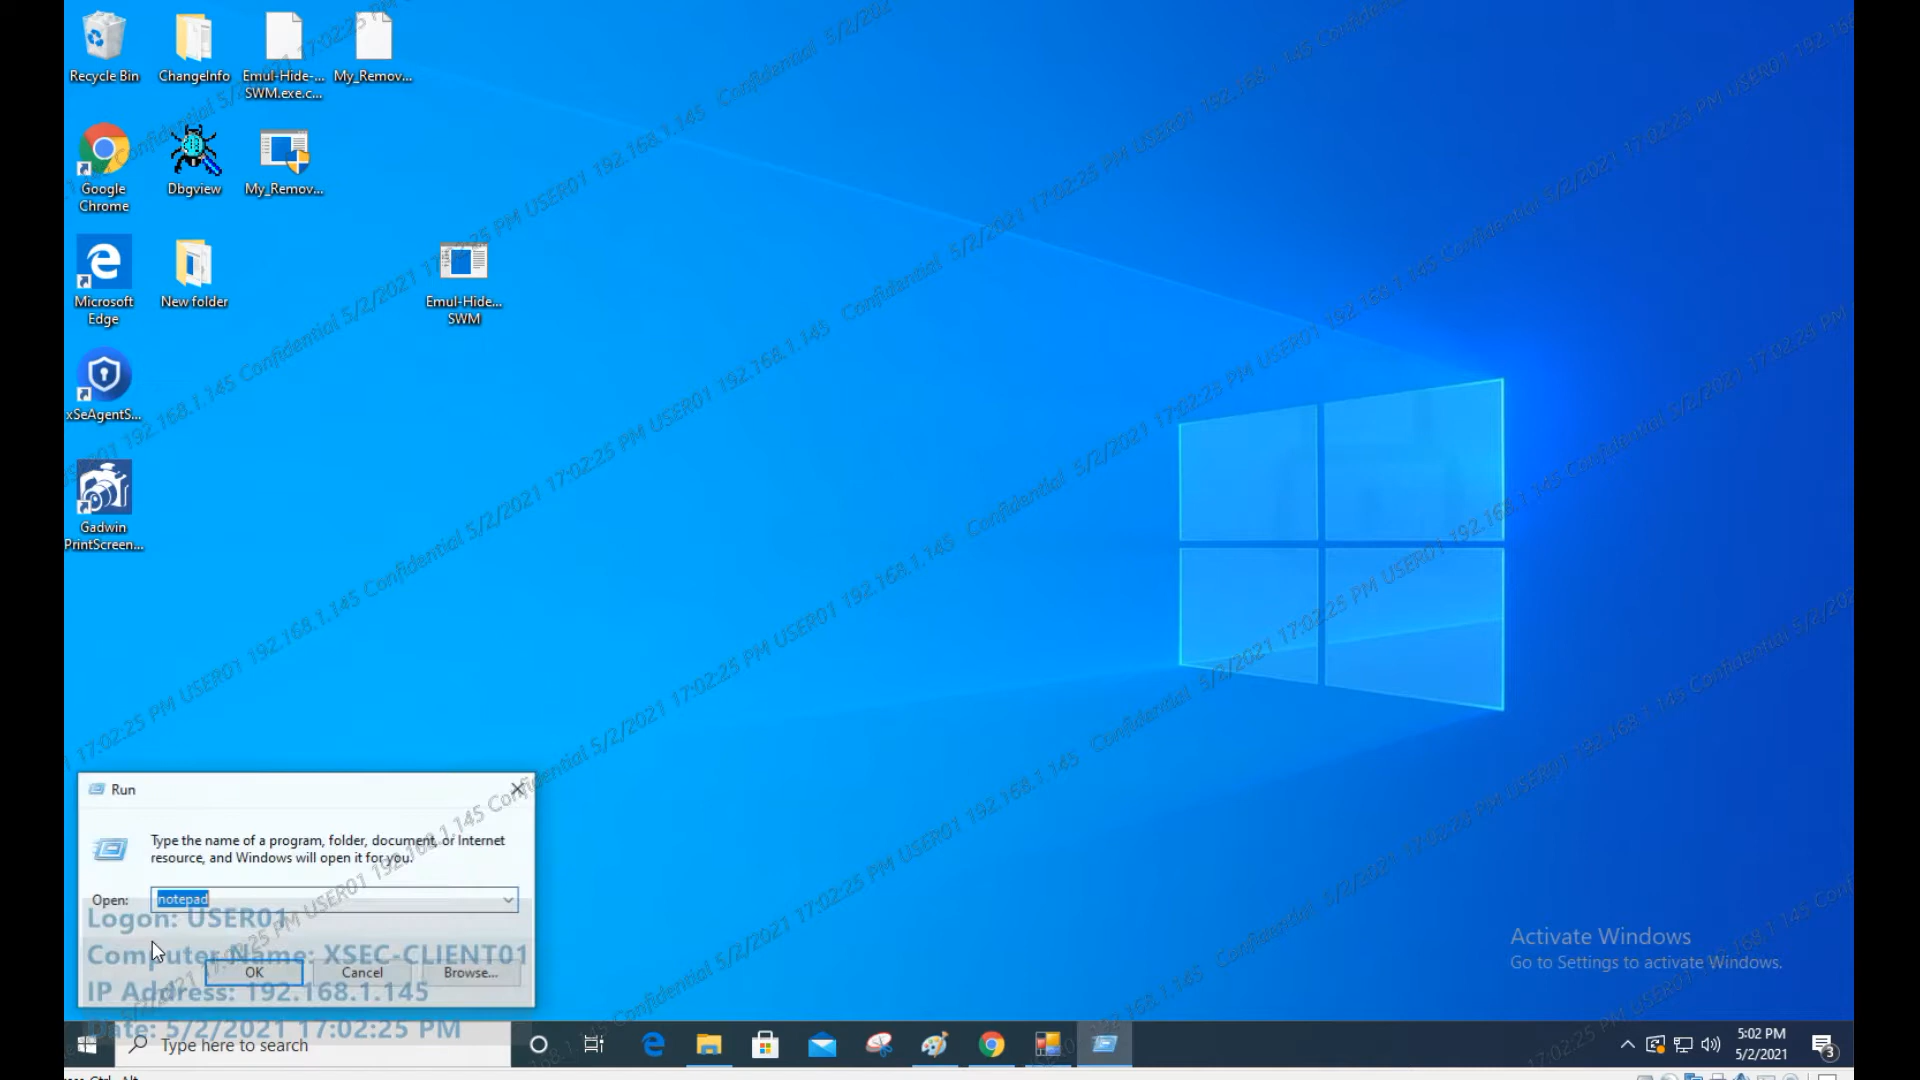 Recycle Bin
ChangeInfo
Emul-Hide-...
SWM.exe.c...
My_Remov...
Google
Chrome
Dbgview
My_Remov...
Microsoft
Edge
New folder
Emul-Hide...
SWM
xSeAgentS...
Gadwin
PrintScreen...
Confidential 5/2/2021 17:02:25 PM USER01 192.168.1.145
Run
Type the name of a program, folder, document, or Internet
resource, and Windows will open it for you.
Open: notepad
OK Cancel Browse...
Logon: USER01
Computer Name: XSEC-CLIENT01
IP Address: 192.168.1.145
Date: 5/2/2021 17:02:25 PM
Activate Windows
Go to Settings to activate Windows.
Type here to search
5:02 PM
5/2/2021
3